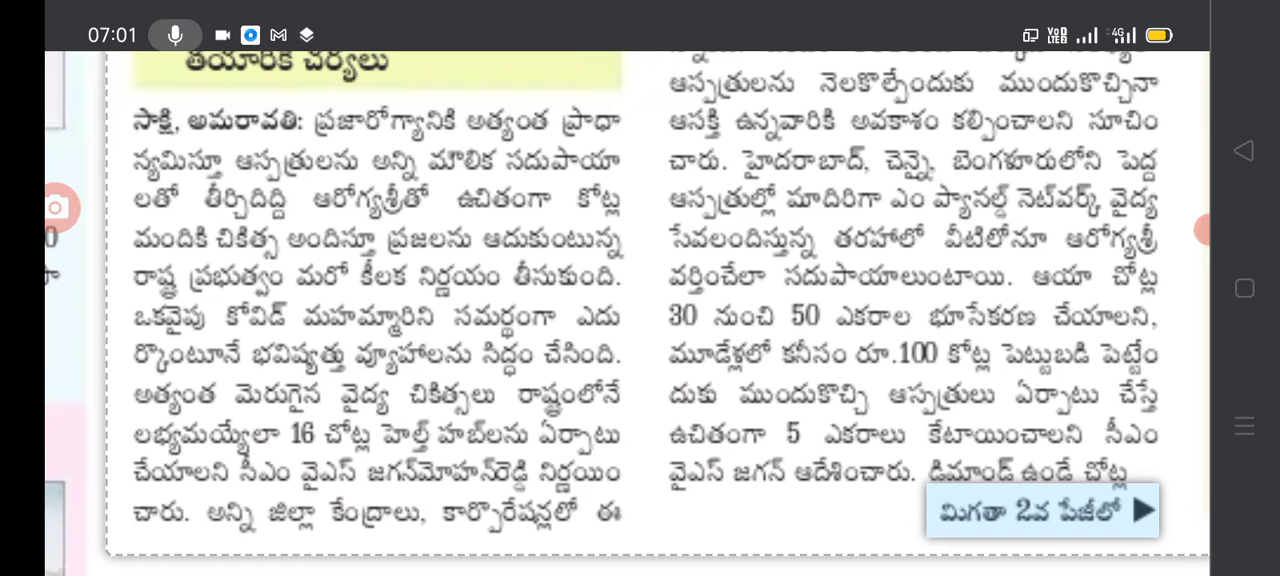 07:01
VoD LTE
4G
తయారీకి చర్యలు
సాక్షి, అమరావతి: ప్రజారోగ్యానికి అత్యంత ప్రాధా
న్యమిస్తూ ఆస్పత్రులను అన్ని మౌలిక సదుపాయా
లతో తీర్చిదిద్ది ఆరోగ్యశ్రీతో ఉచితంగా కోట్ల
మందికి చికిత్స అందిస్తూ ప్రజలను ఆదుకుంటున్న
రాష్ట్ర ప్రభుత్వం మరో కీలక నిర్ణయం తీసుకుంది.
ఒకవైపు కోవిడ్ మహమ్మారిని సమర్థంగా ఎదు
ర్కొంటూనే భవిష్యత్తు వ్యూహాలను సిద్ధం చేసింది.
అత్యంత మెరుగైన వైద్య చికిత్సలు రాష్ట్రంలోనే
లభ్యమయ్యేలా 16 చోట్ల హెల్త్ హబ్‌లను ఏర్పాటు
చేయాలని సీఎం వైఎస్ జగన్‌మోహన్‌రెడ్డి నిర్ణయిం
చారు. అన్ని జిల్లా కేంద్రాలు, కార్పొరేషన్లలో ఈ
ఆస్పత్రులను నెలకొల్పేందుకు ముందుకొచ్చినా
ఆసక్తి ఉన్నవారికి అవకాశం కల్పించాలని సూచిం
చారు. హైదరాబాద్, చెన్నై, బెంగళూరులోని పెద్ద
ఆస్పత్రుల్లో మాదిరిగా ఎం ప్యానల్డ్ నెట్‌వర్క్ వైద్య
సేవలందిస్తున్న తరహాలో వీటిలోనూ ఆరోగ్యశ్రీ
వర్తించేలా సదుపాయాలుంటాయి. ఆయా చోట్ల
30 నుంచి 50 ఎకరాల భూసేకరణ చేయాలని,
మూడేళ్లలో కనీసం రూ.100 కోట్ల పెట్టుబడి పెట్టేం
దుకు ముందుకొచ్చి ఆస్పత్రులు ఏర్పాటు చేస్తే
ఉచితంగా 5 ఎకరాలు కేటాయించాలని సీఎం
వైఎస్ జగన్ ఆదేశించారు. డిమాండ్ ఉండే చోట్ల
మిగతా 2వ పేజీలో